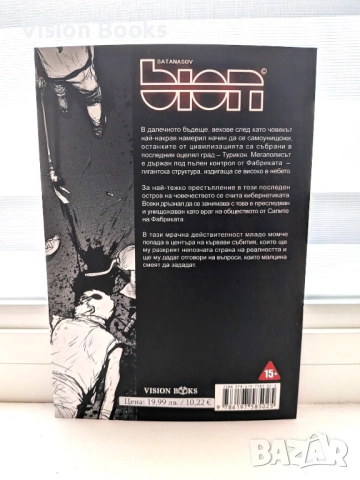 Vision Books
SATANASOV
bion©
В далечното бъдеще, векове след като човекът
най-накрая намерил начин да се самоунищожи,
останките от цивилизацията са събрани в
последния оцелял град – Турикон. Мегаполисът
е държан под пълен контрол от Фабриката –
гигантска структура, издигаща се високо в небето.
За най-тежко престъпление в този последен
остров на човечеството се счита кибернетиката.
Всеки дръзнал да се занимава с това е преследван
и унищожаван като враг на обществото от Силите
на Фабриката.
В тази мрачна действителност младо момче
попада в центъра на кървави събития, които ще
му разкрият непозната страна на реалността и
ще му дадат отговори на въпроси, които малцина
смеят да зададат.
15+
VISION BOOKS
Цена: 19,99 лв. / 10,22 €
9 786197 585025
BAZAR